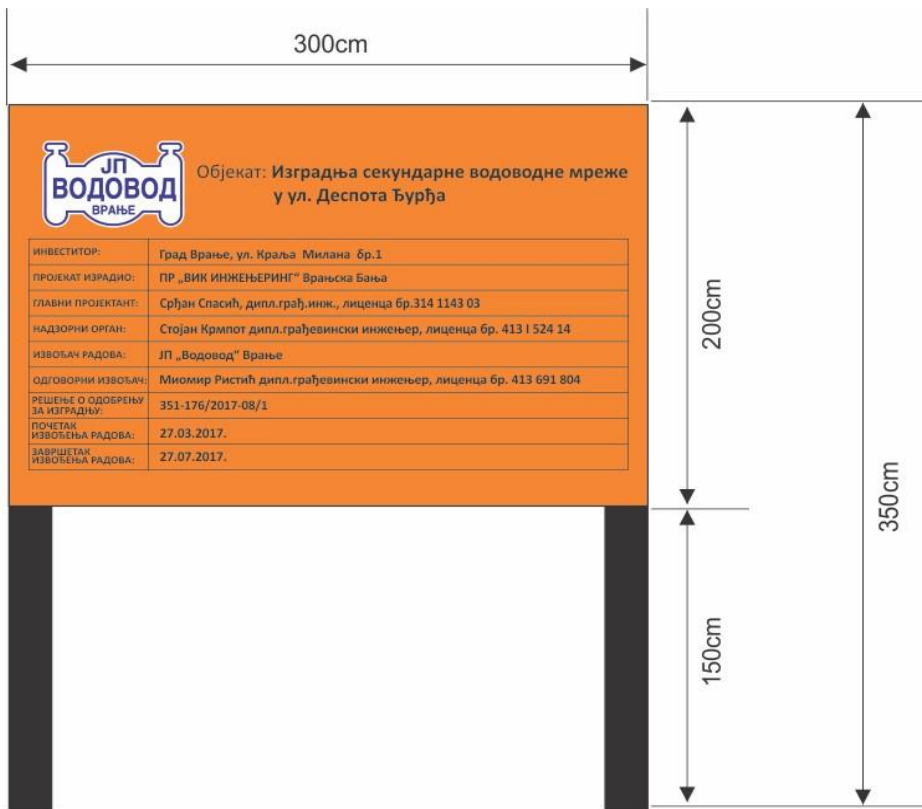 300cm
ЈП
ВОДОВОД
ВРАЊЕ
Објекат: Изградња секундарне водоводне мреже
у ул. Деспота Ђурђа
ИНВЕСТИТОР: Град Врање, ул. Краља Милана бр.1
ПРОЈЕКАТ ИЗРАДИО: ПР „ВИК ИНЖЕЊЕРИНГ“ Врањска Бања
ГЛАВНИ ПРОЈЕКТАНТ: Срђан Спасић, дипл.грађ.инж., лиценца бр.314 1143 03
НАДЗОРНИ ОРГАН: Стојан Крмпот дипл.грађевински инжењер, лиценца бр. 413 I 524 14
ИЗВОЂАЧ РАДОВА: ЈП „Водовод“ Врање
ОДГОВОРНИ ИЗВОЂАЧ: Миомир Ристић дипл.грађевински инжењер, лиценца бр. 413 691 804
РЕШЕЊЕ О ОДОБРЕЊУ
ЗА ИЗГРАДЊУ: 351-176/2017-08/1
ПОЧЕТАК
ИЗВОЂЕЊА РАДОВА: 27.03.2017.
ЗАВРШЕТАК
ИЗВОЂЕЊА РАДОВА: 27.07.2017.
200cm
350cm
150cm